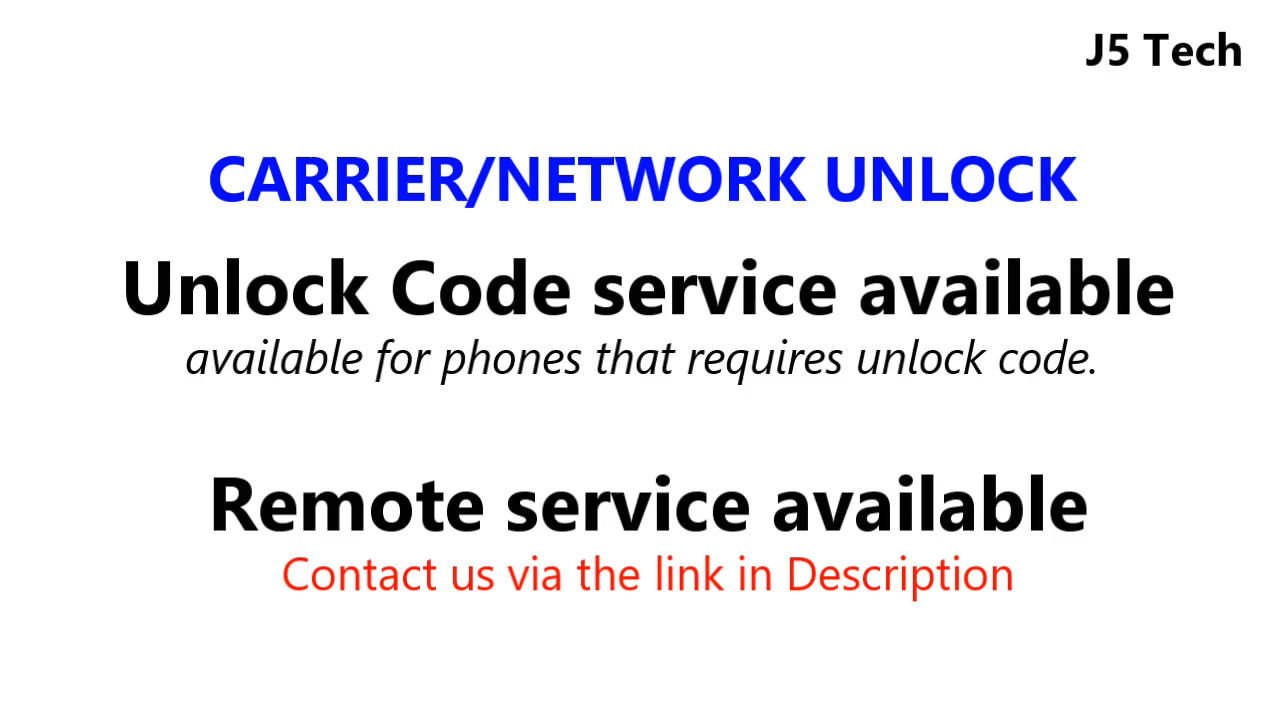 J5 Tech
CARRIER/NETWORK UNLOCK
Unlock Code service available
available for phones that requires unlock code.
Remote service available
Contact us via the link in Description